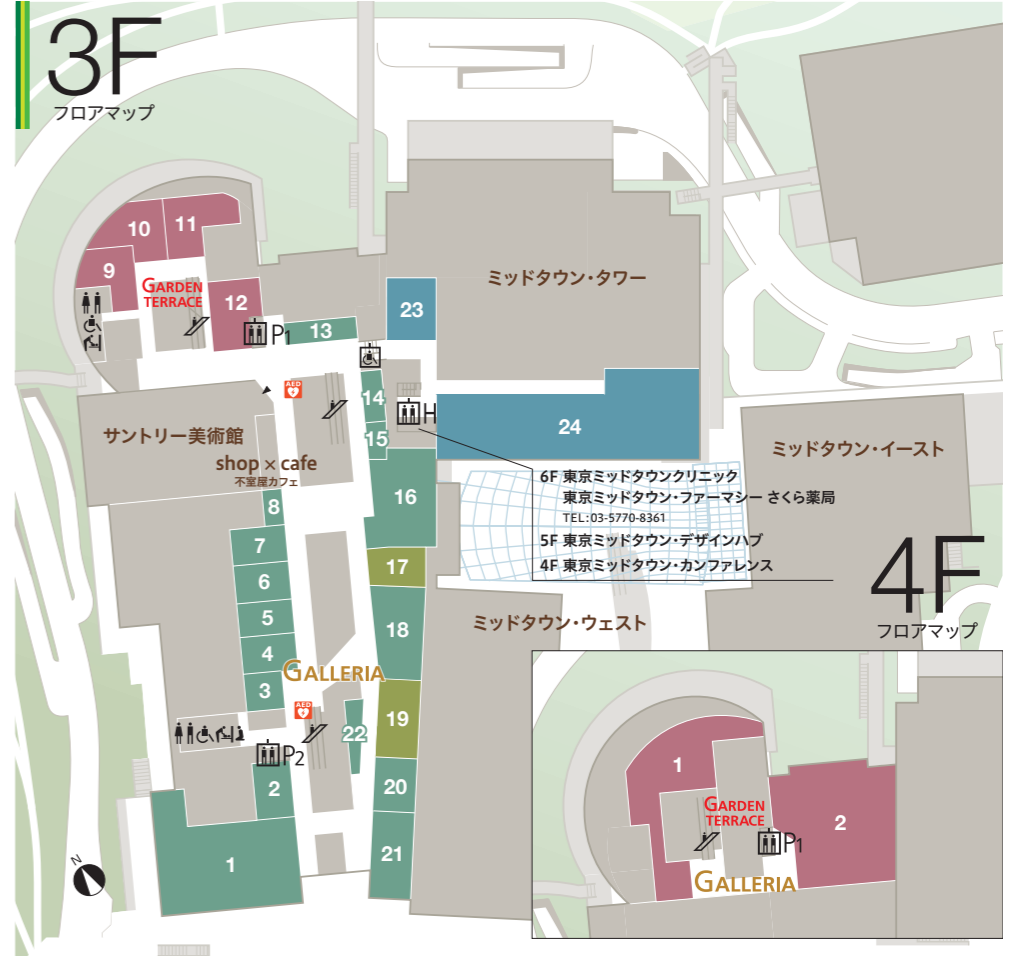 3F
フロアマップ
10
11
9
GARDEN
TERRACE
12
P1
13
23
ミッドタウン・タワー
AED
14
H
15
24
サントリー美術館
shop × cafe
不室屋カフェ
ミッドタウン・イースト
6F 東京ミッドタウンクリニック
東京ミッドタウン・ファーマシー さくら薬局
TEL:03-5770-8361
5F 東京ミッドタウン・デザインハブ
4F 東京ミッドタウン・カンファレンス
8
16
7
17
6
5
18
ミッドタウン・ウェスト
4
GALLERIA
3
AED
19
22
P2
2
20
1
21
N
4F
フロアマップ
1
GARDEN
TERRACE
2
P1
GALLERIA